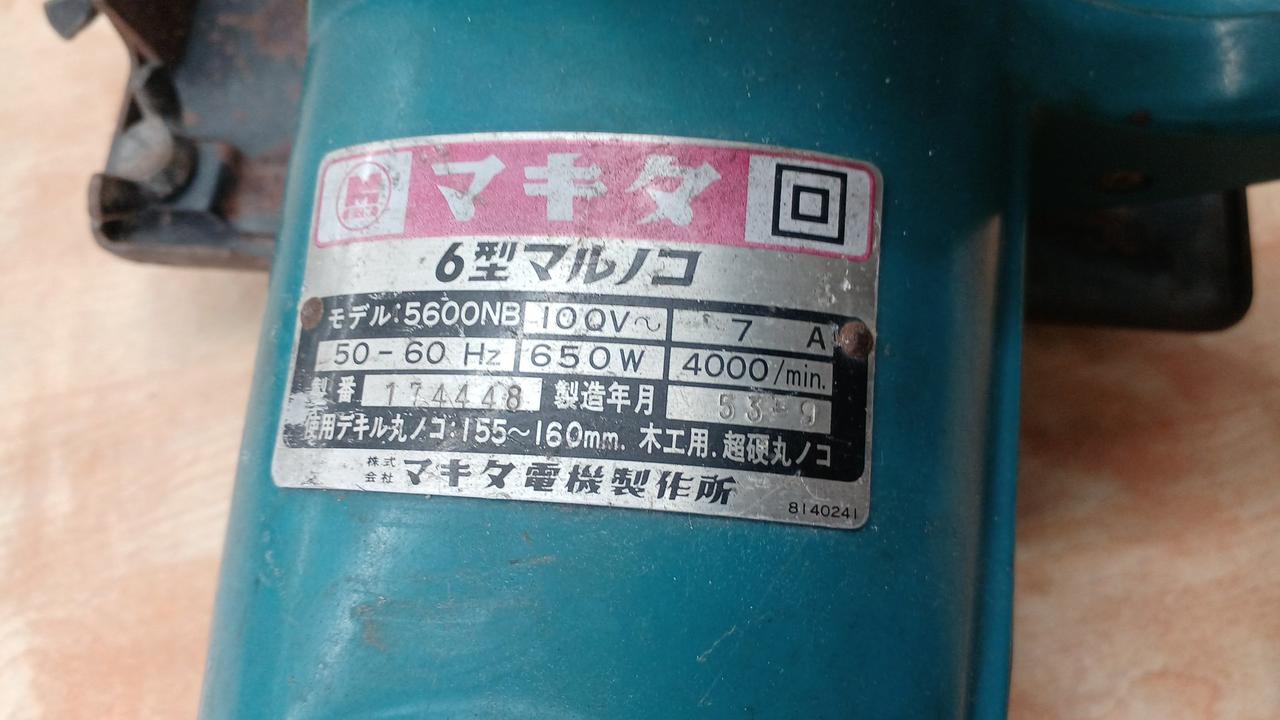 マキタ
6型マルノコ
モデル:5600NB 100V～ 7 A
50-60 Hz 650W 4000/min.
製番 174448 製造年月 53-9
使用デキル丸ノコ:155～160mm. 木工用.超硬丸ノコ
株式会社 マキタ電機製作所
8140241